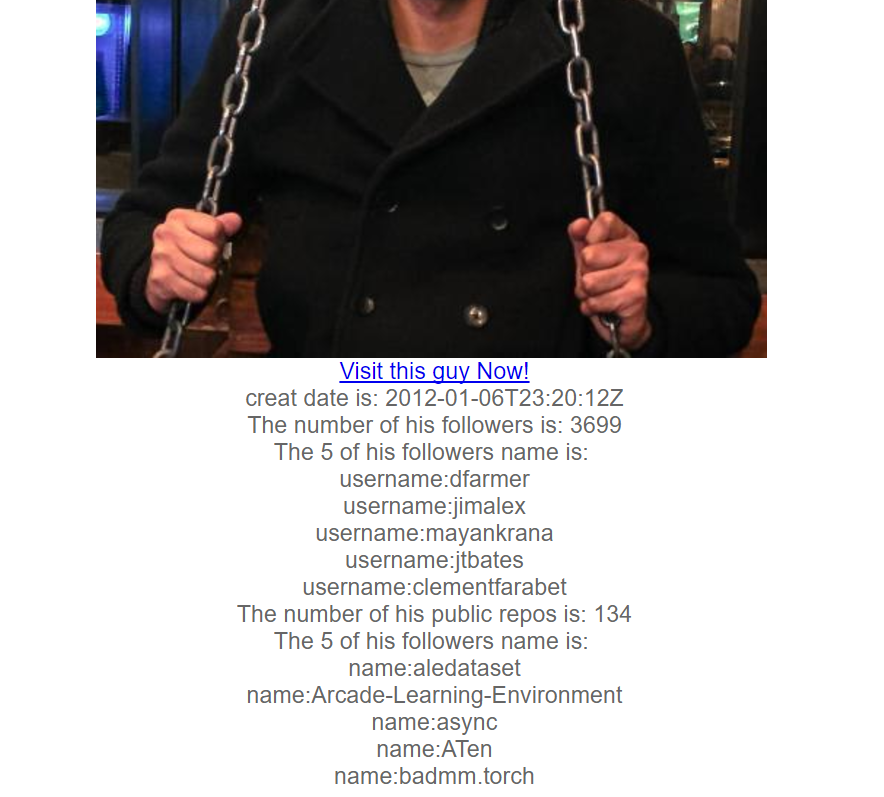 Visit this guy Now!
creat date is: 2012-01-06T23:20:12Z
The number of his followers is: 3699
The 5 of his followers name is:
username:dfarmer
username:jimalex
username:mayankrana
username:jtbates
username:clementfarabet
The number of his public repos is: 134
The 5 of his followers name is:
name:aledataset
name:Arcade-Learning-Environment
name:async
name:ATen
name:badmm.torch